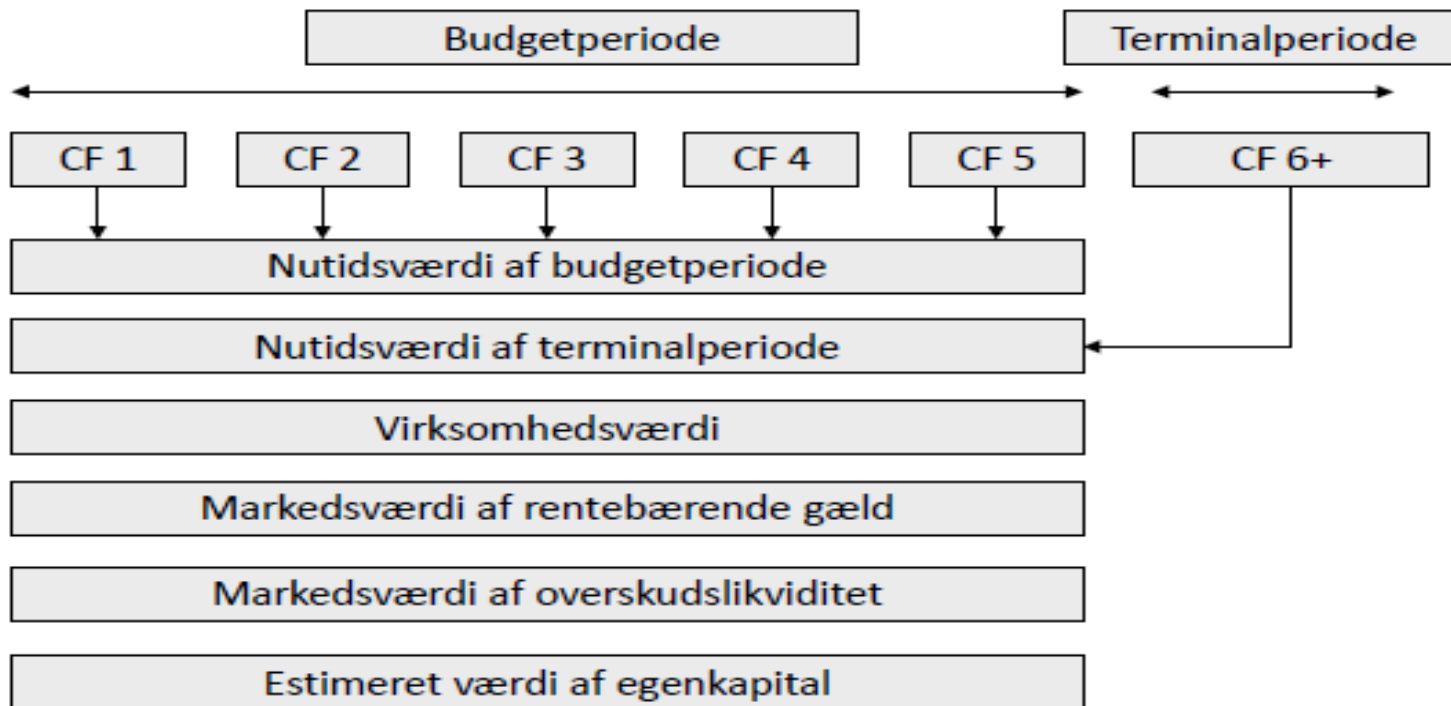 Budgetperiode
Terminalperiode
CF 1
CF 2
CF 3
CF 4
CF 5
CF 6+
Nutidsværdi af budgetperiode
Nutidsværdi af terminalperiode
Virksomhedsværdi
Markedsværdi af rentebærende gæld
Markedsværdi af overskudslikviditet
Estimeret værdi af egenkapital